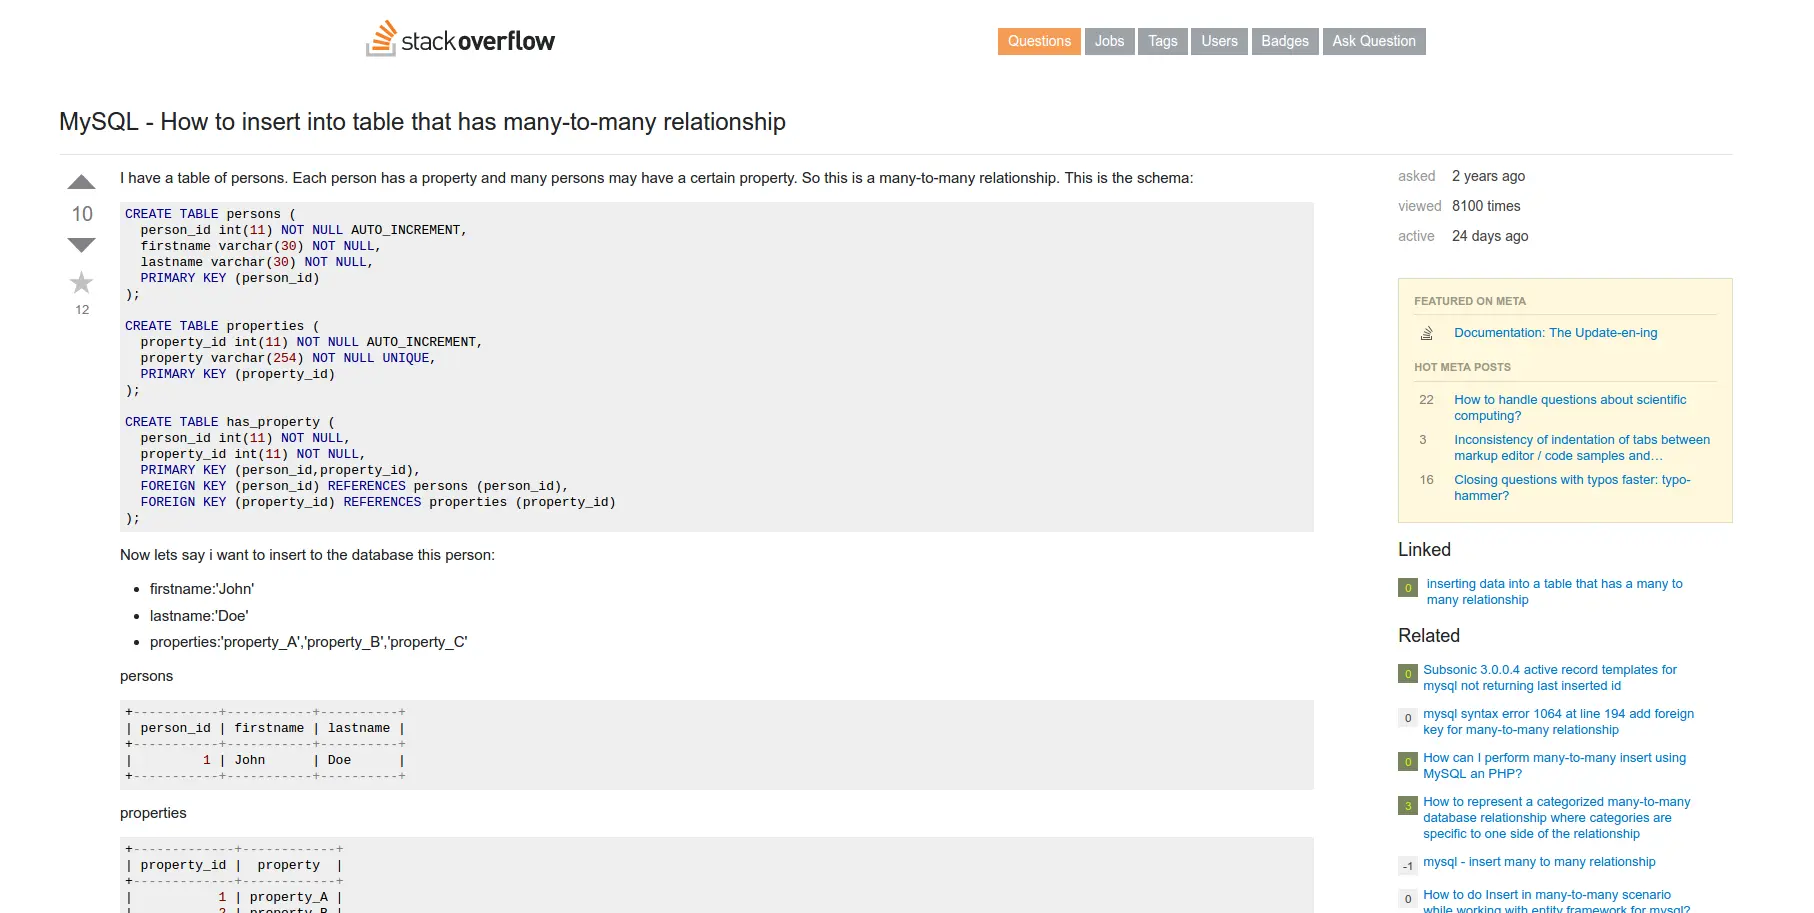 stackoverflow
Questions Jobs Tags Users Badges Ask Question
MySQL - How to insert into table that has many-to-many relationship
10
12
I have a table of persons. Each person has a property and many persons may have a certain property. So this is a many-to-many relationship. This is the schema:
CREATE TABLE persons (
  person_id int(11) NOT NULL AUTO_INCREMENT,
  firstname varchar(30) NOT NULL,
  lastname varchar(30) NOT NULL,
  PRIMARY KEY (person_id)
);
CREATE TABLE properties (
  property_id int(11) NOT NULL AUTO_INCREMENT,
  property varchar(254) NOT NULL UNIQUE,
  PRIMARY KEY (property_id)
);
CREATE TABLE has_property (
  person_id int(11) NOT NULL,
  property_id int(11) NOT NULL,
  PRIMARY KEY (person_id,property_id),
  FOREIGN KEY (person_id) REFERENCES persons (person_id),
  FOREIGN KEY (property_id) REFERENCES properties (property_id)
);
Now lets say i want to insert to the database this person:
• firstname:'John'
• lastname:'Doe'
• properties:'property_A','property_B','property_C'
persons
+-----------+-----------+----------+
| person_id | firstname | lastname |
+-----------+-----------+----------+
|         1 | John      | Doe      |
+-----------+-----------+----------+
properties
+-------------+------------+
| property_id |  property  |
+-------------+------------+
|           1 | property_A |
|           2 | property_B |
asked 2 years ago
viewed 8100 times
active 24 days ago
FEATURED ON META
Documentation: The Update-en-ing
HOT META POSTS
22 How to handle questions about scientific
computing?
3 Inconsistency of indentation of tabs between
markup editor / code samples and…
16 Closing questions with typos faster: typo-
hammer?
Linked
0 inserting data into a table that has a many to
many relationship
Related
0 Subsonic 3.0.0.4 active record templates for
mysql not returning last inserted id
0 mysql syntax error 1064 at line 194 add foreign
key for many-to-many relationship
0 How can I perform many-to-many insert using
MySQL an PHP?
3 How to represent a categorized many-to-many
database relationship where categories are
specific to one side of the relationship
-1 mysql - insert many to many relationship
0 How to do Insert in many-to-many scenario
while working with entity framework for mysql?